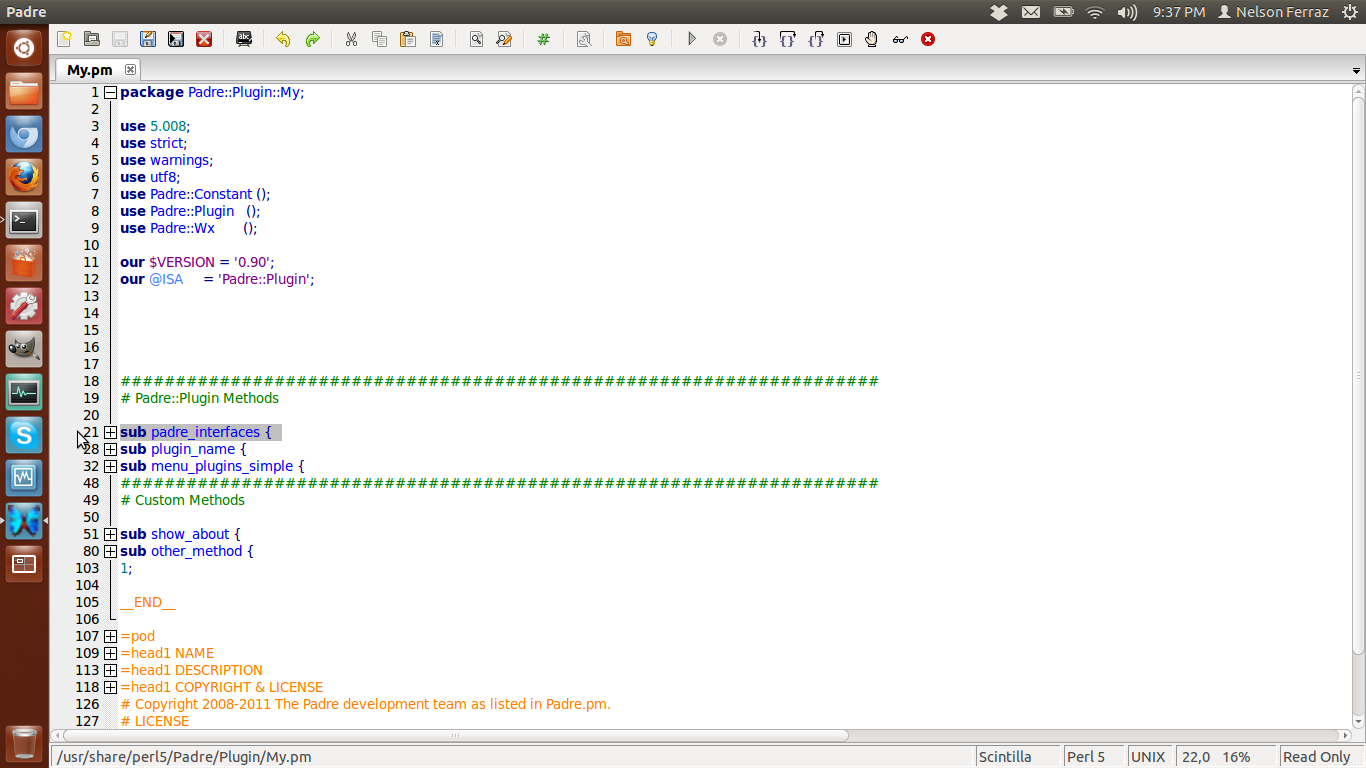 Padre
9:37 PM Nelson Ferraz
My.pm
1 package Padre::Plugin::My;
2
3 use 5.008;
4 use strict;
5 use warnings;
6 use utf8;
7 use Padre::Constant ();
8 use Padre::Plugin   ();
9 use Padre::Wx       ();
10
11 our $VERSION = '0.90';
12 our @ISA     = 'Padre::Plugin';
13
14
15
16
17
18 #####################################################################
19 # Padre::Plugin Methods
20
21 sub padre_interfaces {
28 sub plugin_name {
32 sub menu_plugins_simple {
48 #####################################################################
49 # Custom Methods
50
51 sub show_about {
80 sub other_method {
103 1;
104
105 __END__
106
107 =pod
109 =head1 NAME
113 =head1 DESCRIPTION
118 =head1 COPYRIGHT & LICENSE
126 # Copyright 2008-2011 The Padre development team as listed in Padre.pm.
127 # LICENSE
/usr/share/perl5/Padre/Plugin/My.pm Scintilla Perl 5 UNIX 22,0 16% Read Only